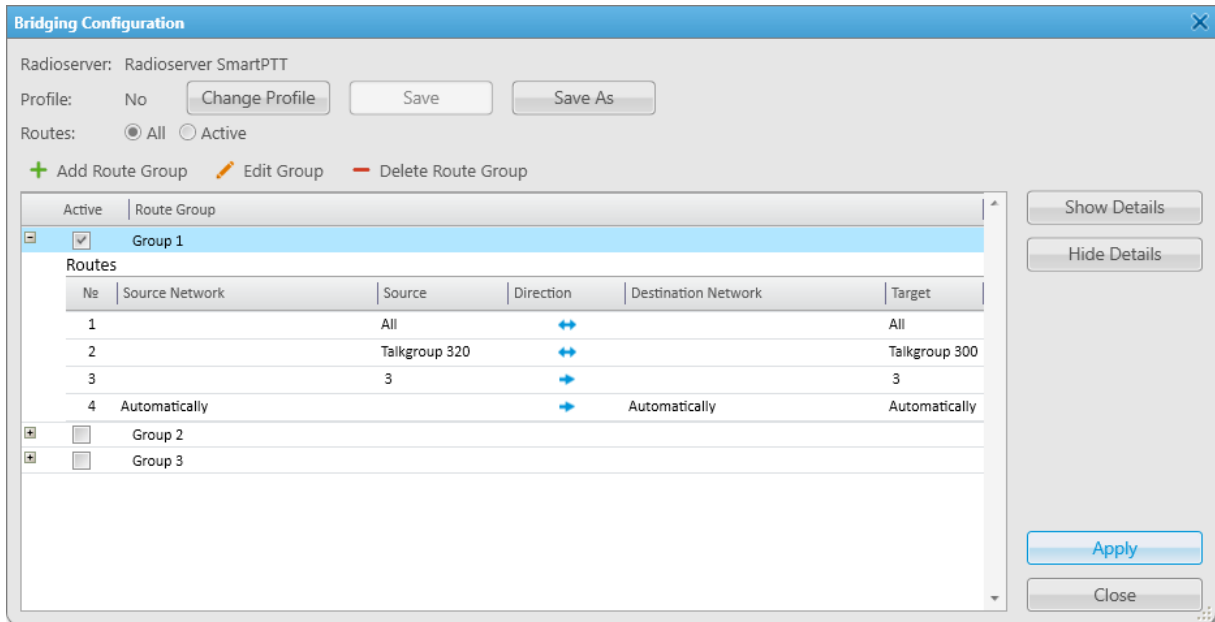 Bridging Configuration
Radioserver: Radioserver SmartPTT
Profile: No Change Profile Save Save As
Routes: All Active
Add Route Group Edit Group Delete Route Group
Active Route Group
Show Details
Group 1
Hide Details
Routes
№ Source Network Source Direction Destination Network Target
1 All All
2 Talkgroup 320 Talkgroup 300
3 3 3
4 Automatically Automatically Automatically
Group 2
Group 3
Apply
Close